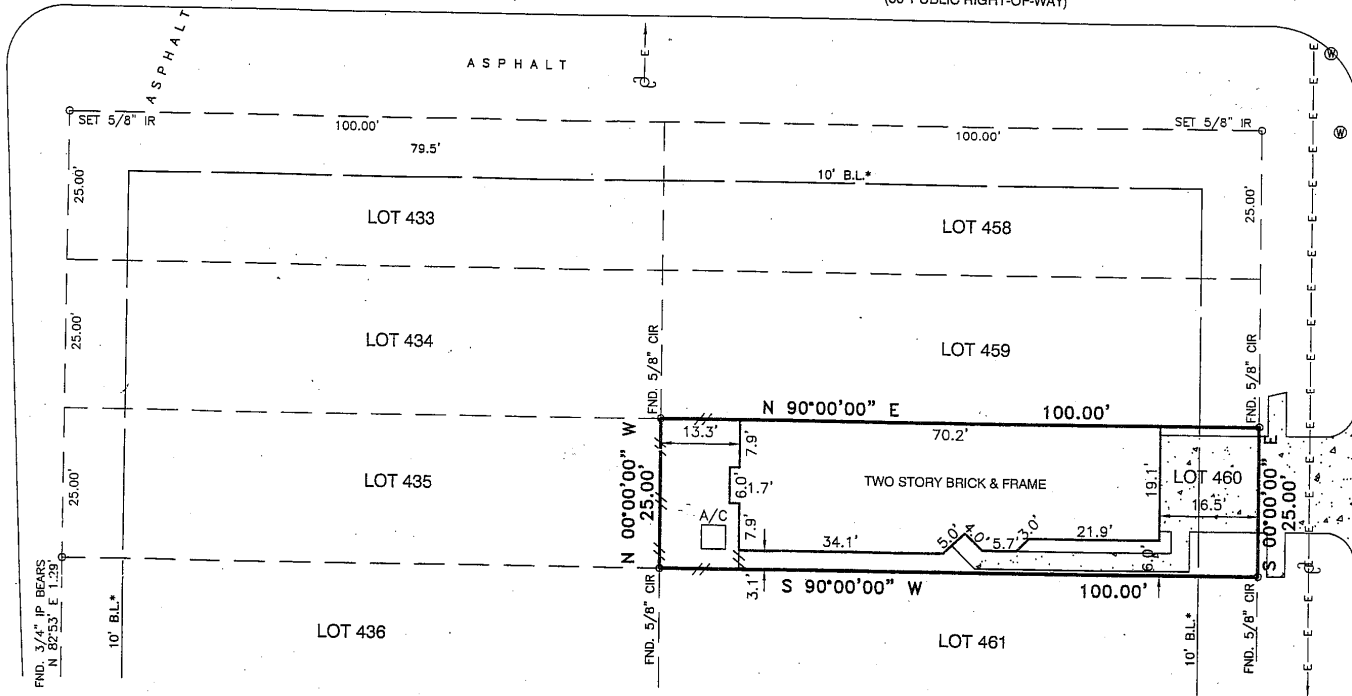 (60' PUBLIC RIGHT-OF-WAY)
ASPHALT
ASPHALT
E
SET 5/8" IR
100.00'
100.00'
SET 5/8" IR
79.5'
10' B.L.*
25.00'
25.00'
LOT 433
LOT 458
25.00'
LOT 434
LOT 459
FND. 5/8" CIR
FND. 5/8" CIR
N 90°00'00" E
100.00'
13.3'
7.9'
70.2'
N 00°00'00" W
25.00'
25.00'
LOT 435
6.0'
1.7'
TWO STORY BRICK & FRAME
19.1'
LOT 460
16.5'
S 00°00'00" E
25.00'
A/C
7.9'
34.1'
5.0'
4.0'
5.7'
3.0'
21.9'
6.0'
3.1'
S 90°00'00" W
100.00'
FND. 3/4" IP BEARS
N 82°53' E 1.29'
10' B.L.*
LOT 436
FND. 5/8" CIR
LOT 461
10' B.L.*
FND. 5/8" CIR
W
W
E
E
E
E
E
E
E
E
E
E
E
E